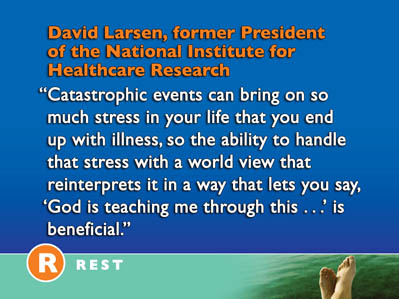 David Larsen, former President
of the National Institute for
Healthcare Research
“Catastrophic events can bring on so
much stress in your life that you end
up with illness, so the ability to handle
that stress with a world view that
reinterprets it in a way that lets you say,
‘God is teaching me through this . . .’ is
beneficial.”
R REST